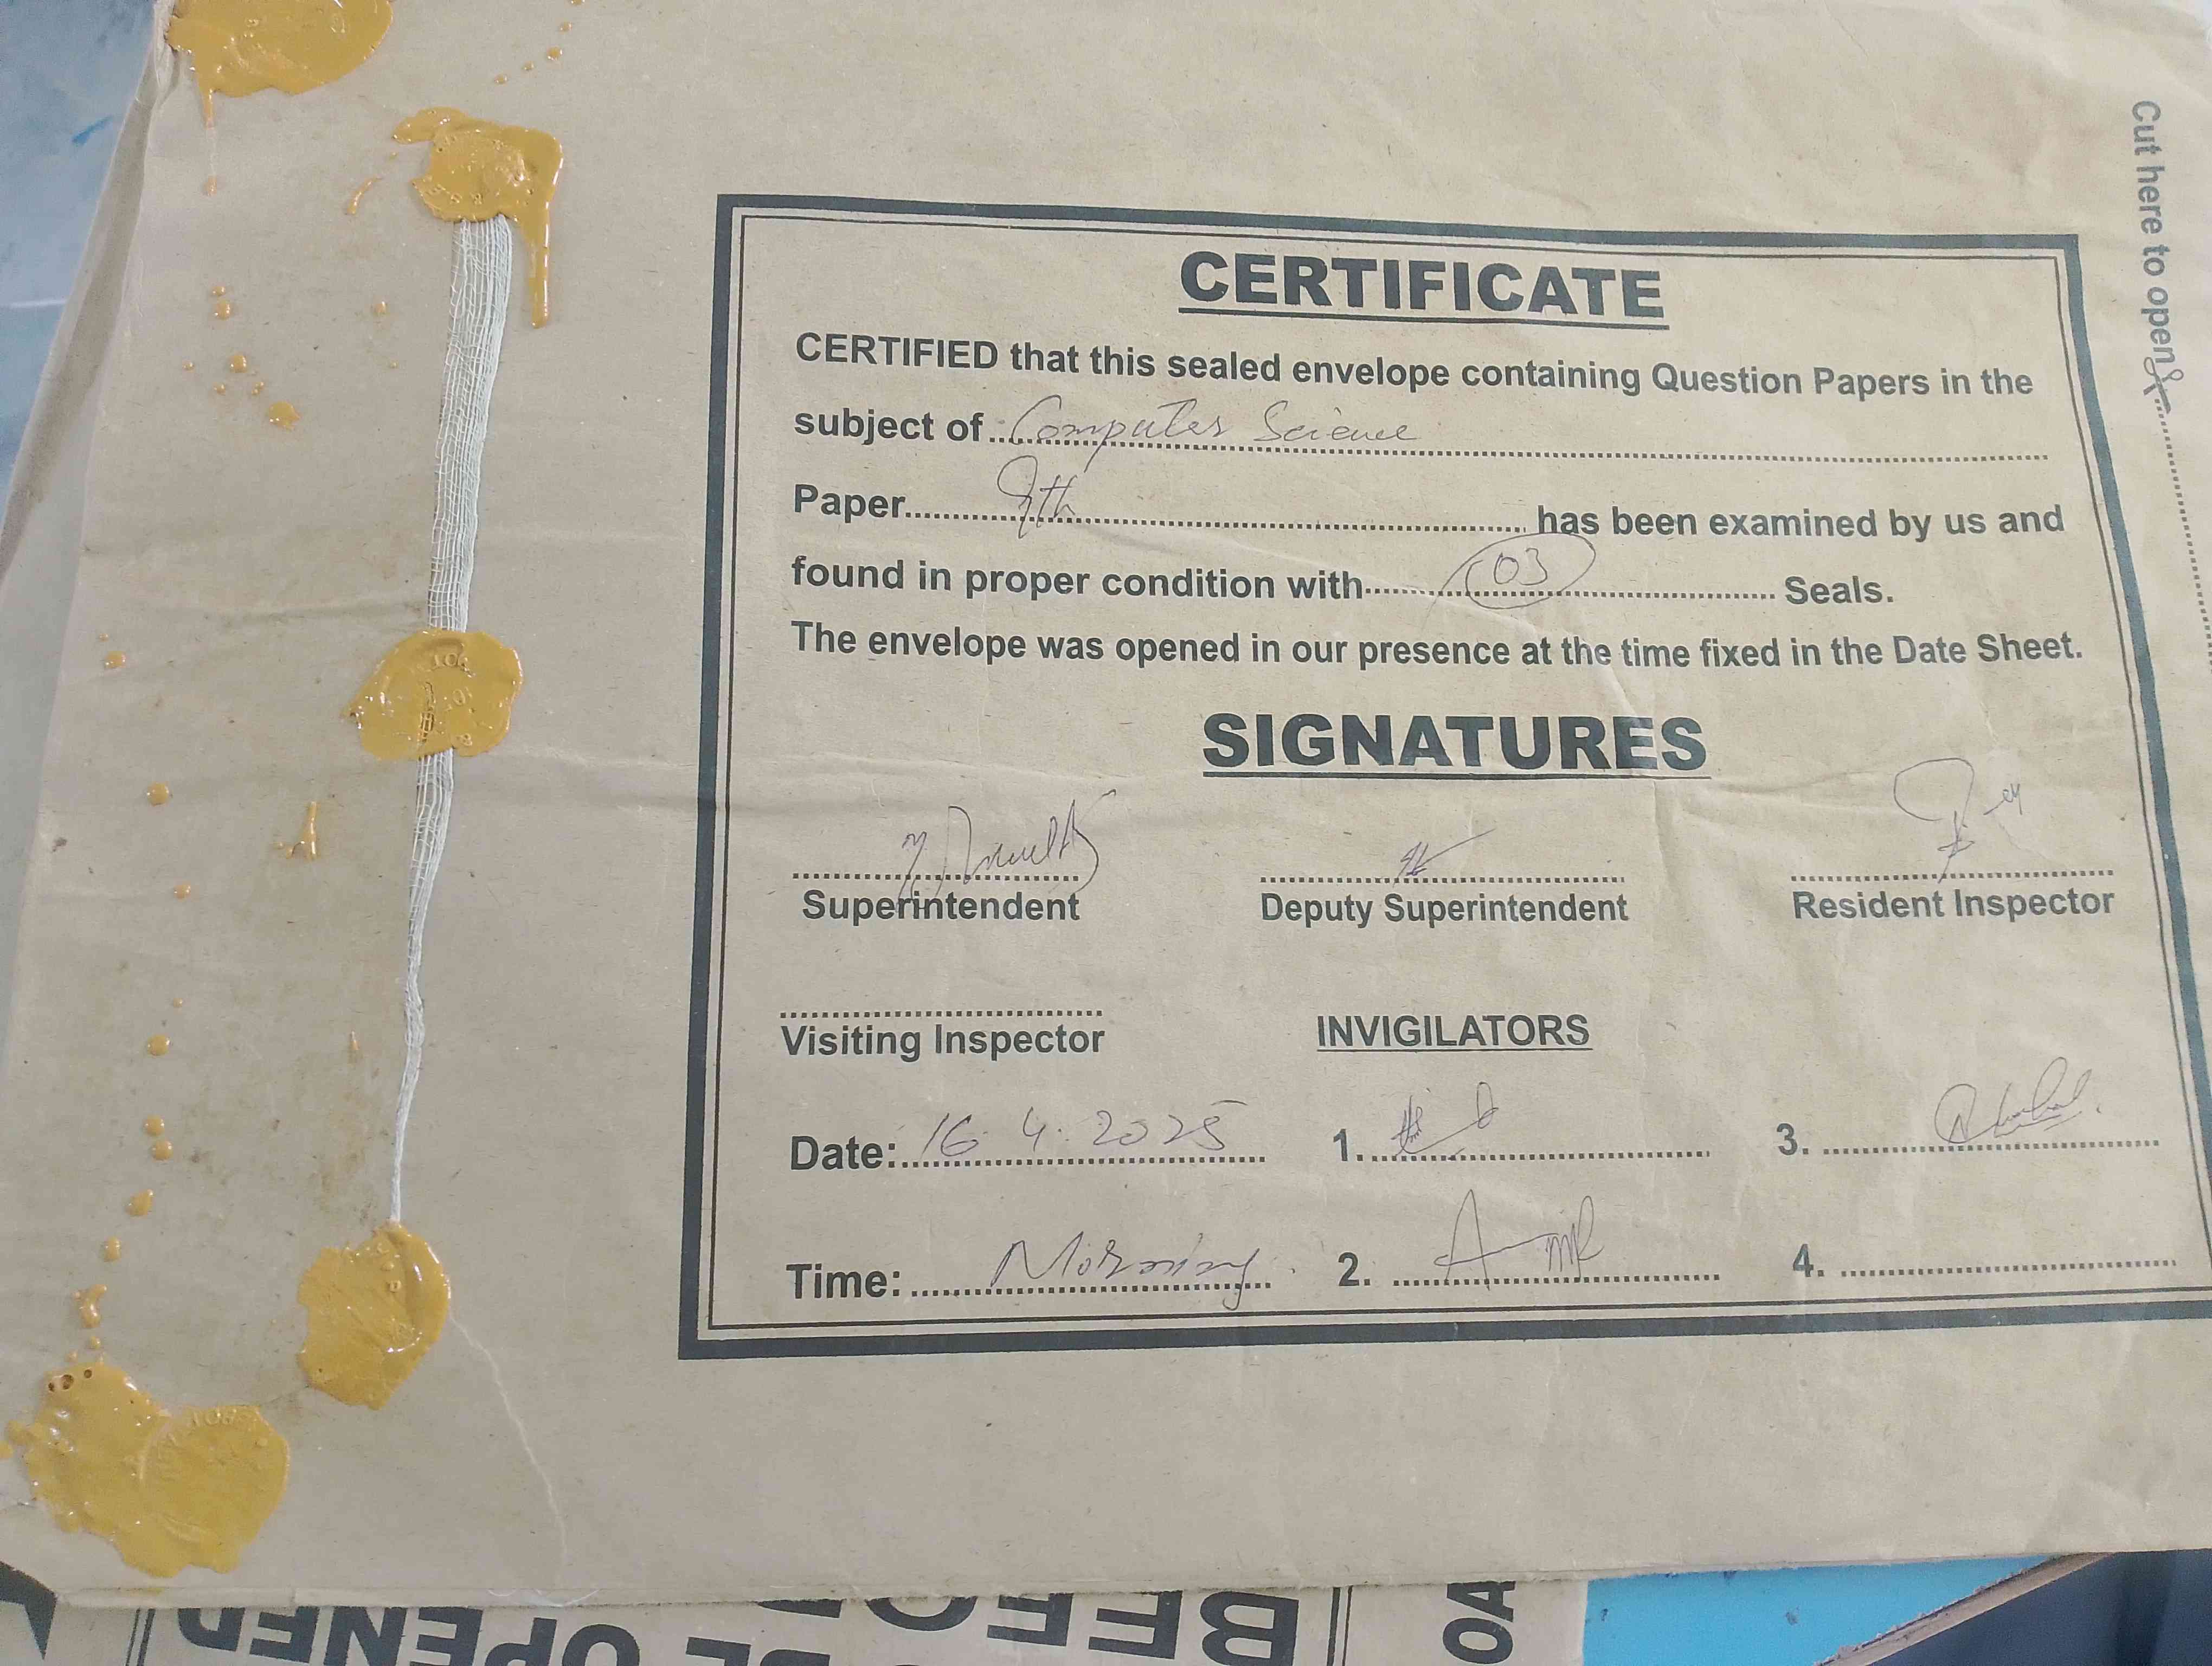 Cut here to open
CERTIFICATE
CERTIFIED that this sealed envelope containing Question Papers in the
subject of Computer Science
Paper 9th has been examined by us and
found in proper condition with 03 Seals.
The envelope was opened in our presence at the time fixed in the Date Sheet.
SIGNATURES
Superintendent Deputy Superintendent Resident Inspector
Visiting Inspector INVIGILATORS
Date: 16.4.2025 1. 3.
Time: Morning. 2. 4.
BE OPENED